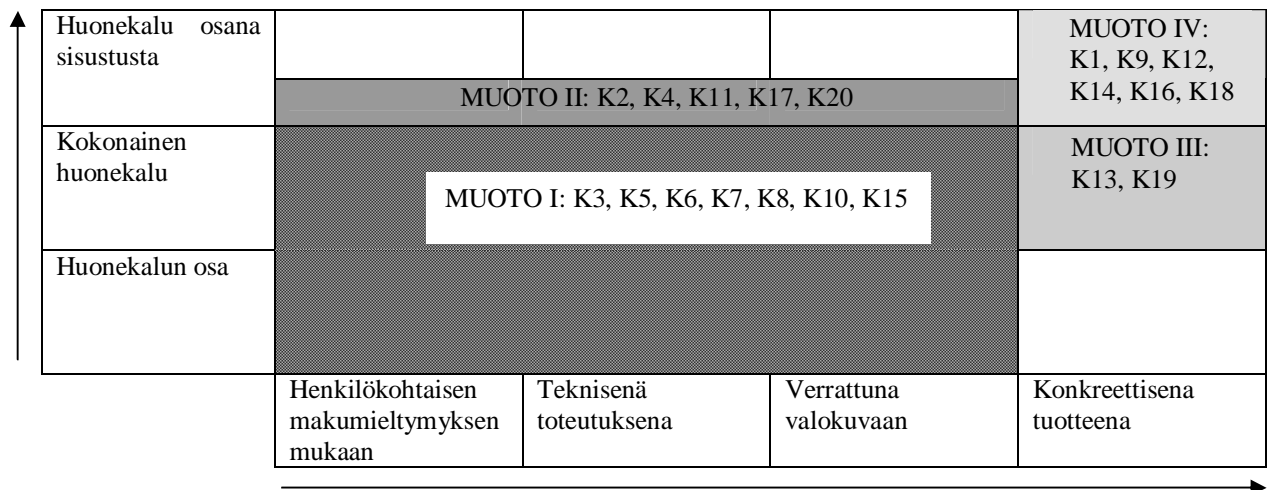 Huonekalu osana
sisustusta
MUOTO IV:
K1, K9, K12,
K14, K16, K18
MUOTO II: K2, K4, K11, K17, K20
Kokonainen
huonekalu
MUOTO III:
K13, K19
MUOTO I: K3, K5, K6, K7, K8, K10, K15
Huonekalun osa
Henkilökohtaisen
makumieltymyksen
mukaan
Teknisenä
toteutuksena
Verrattuna
valokuvaan
Konkreettisena
tuotteena